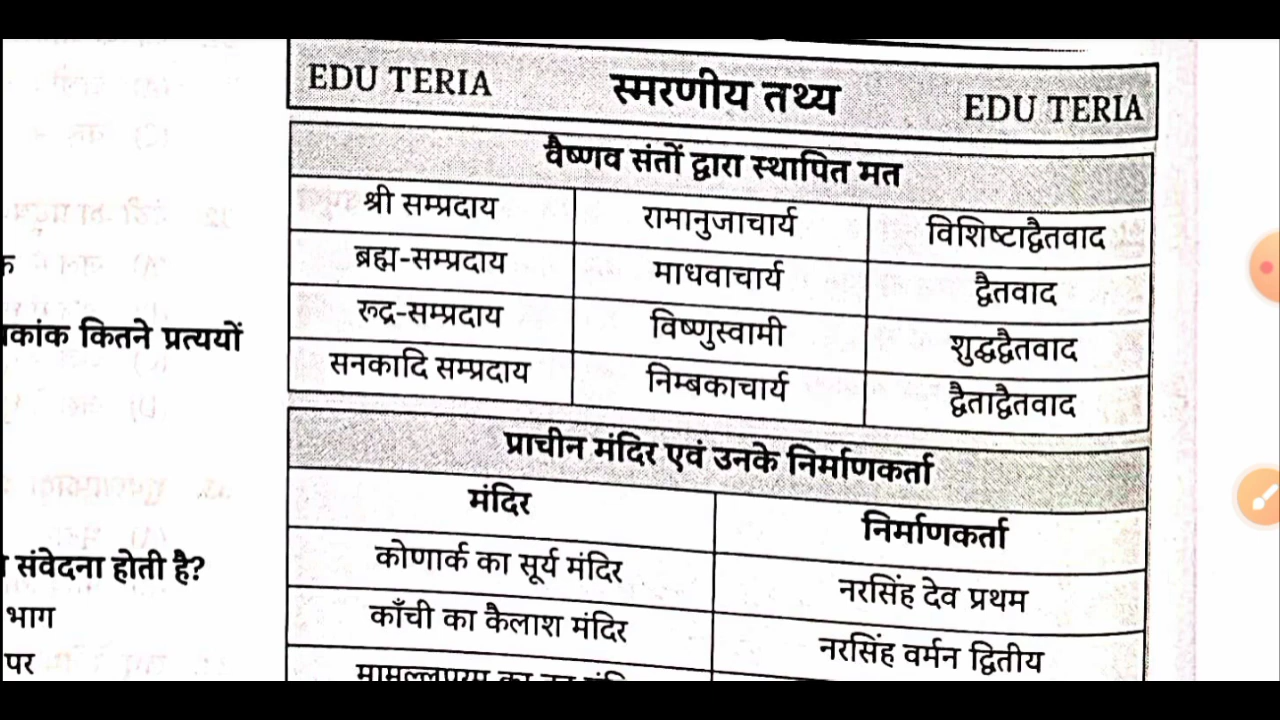 EDU TERIA स्मरणीय तथ्य EDU TERIA
वैष्णव संतों द्वारा स्थापित मत
श्री सम्प्रदाय रामानुजाचार्य विशिष्टाद्वैतवाद
ब्रह्म-सम्प्रदाय माधवाचार्य द्वैतवाद
रुद्र-सम्प्रदाय विष्णुस्वामी शुद्धद्वैतवाद
सनकादि सम्प्रदाय निम्बकाचार्य द्वैताद्वैतवाद
प्राचीन मंदिर एवं उनके निर्माणकर्ता
मंदिर निर्माणकर्ता
कोणार्क का सूर्य मंदिर नरसिंह देव प्रथम
काँची का कैलाश मंदिर नरसिंह वर्मन द्वितीय
कितने प्रत्ययों
संवेदना होती है?
भाग
पर